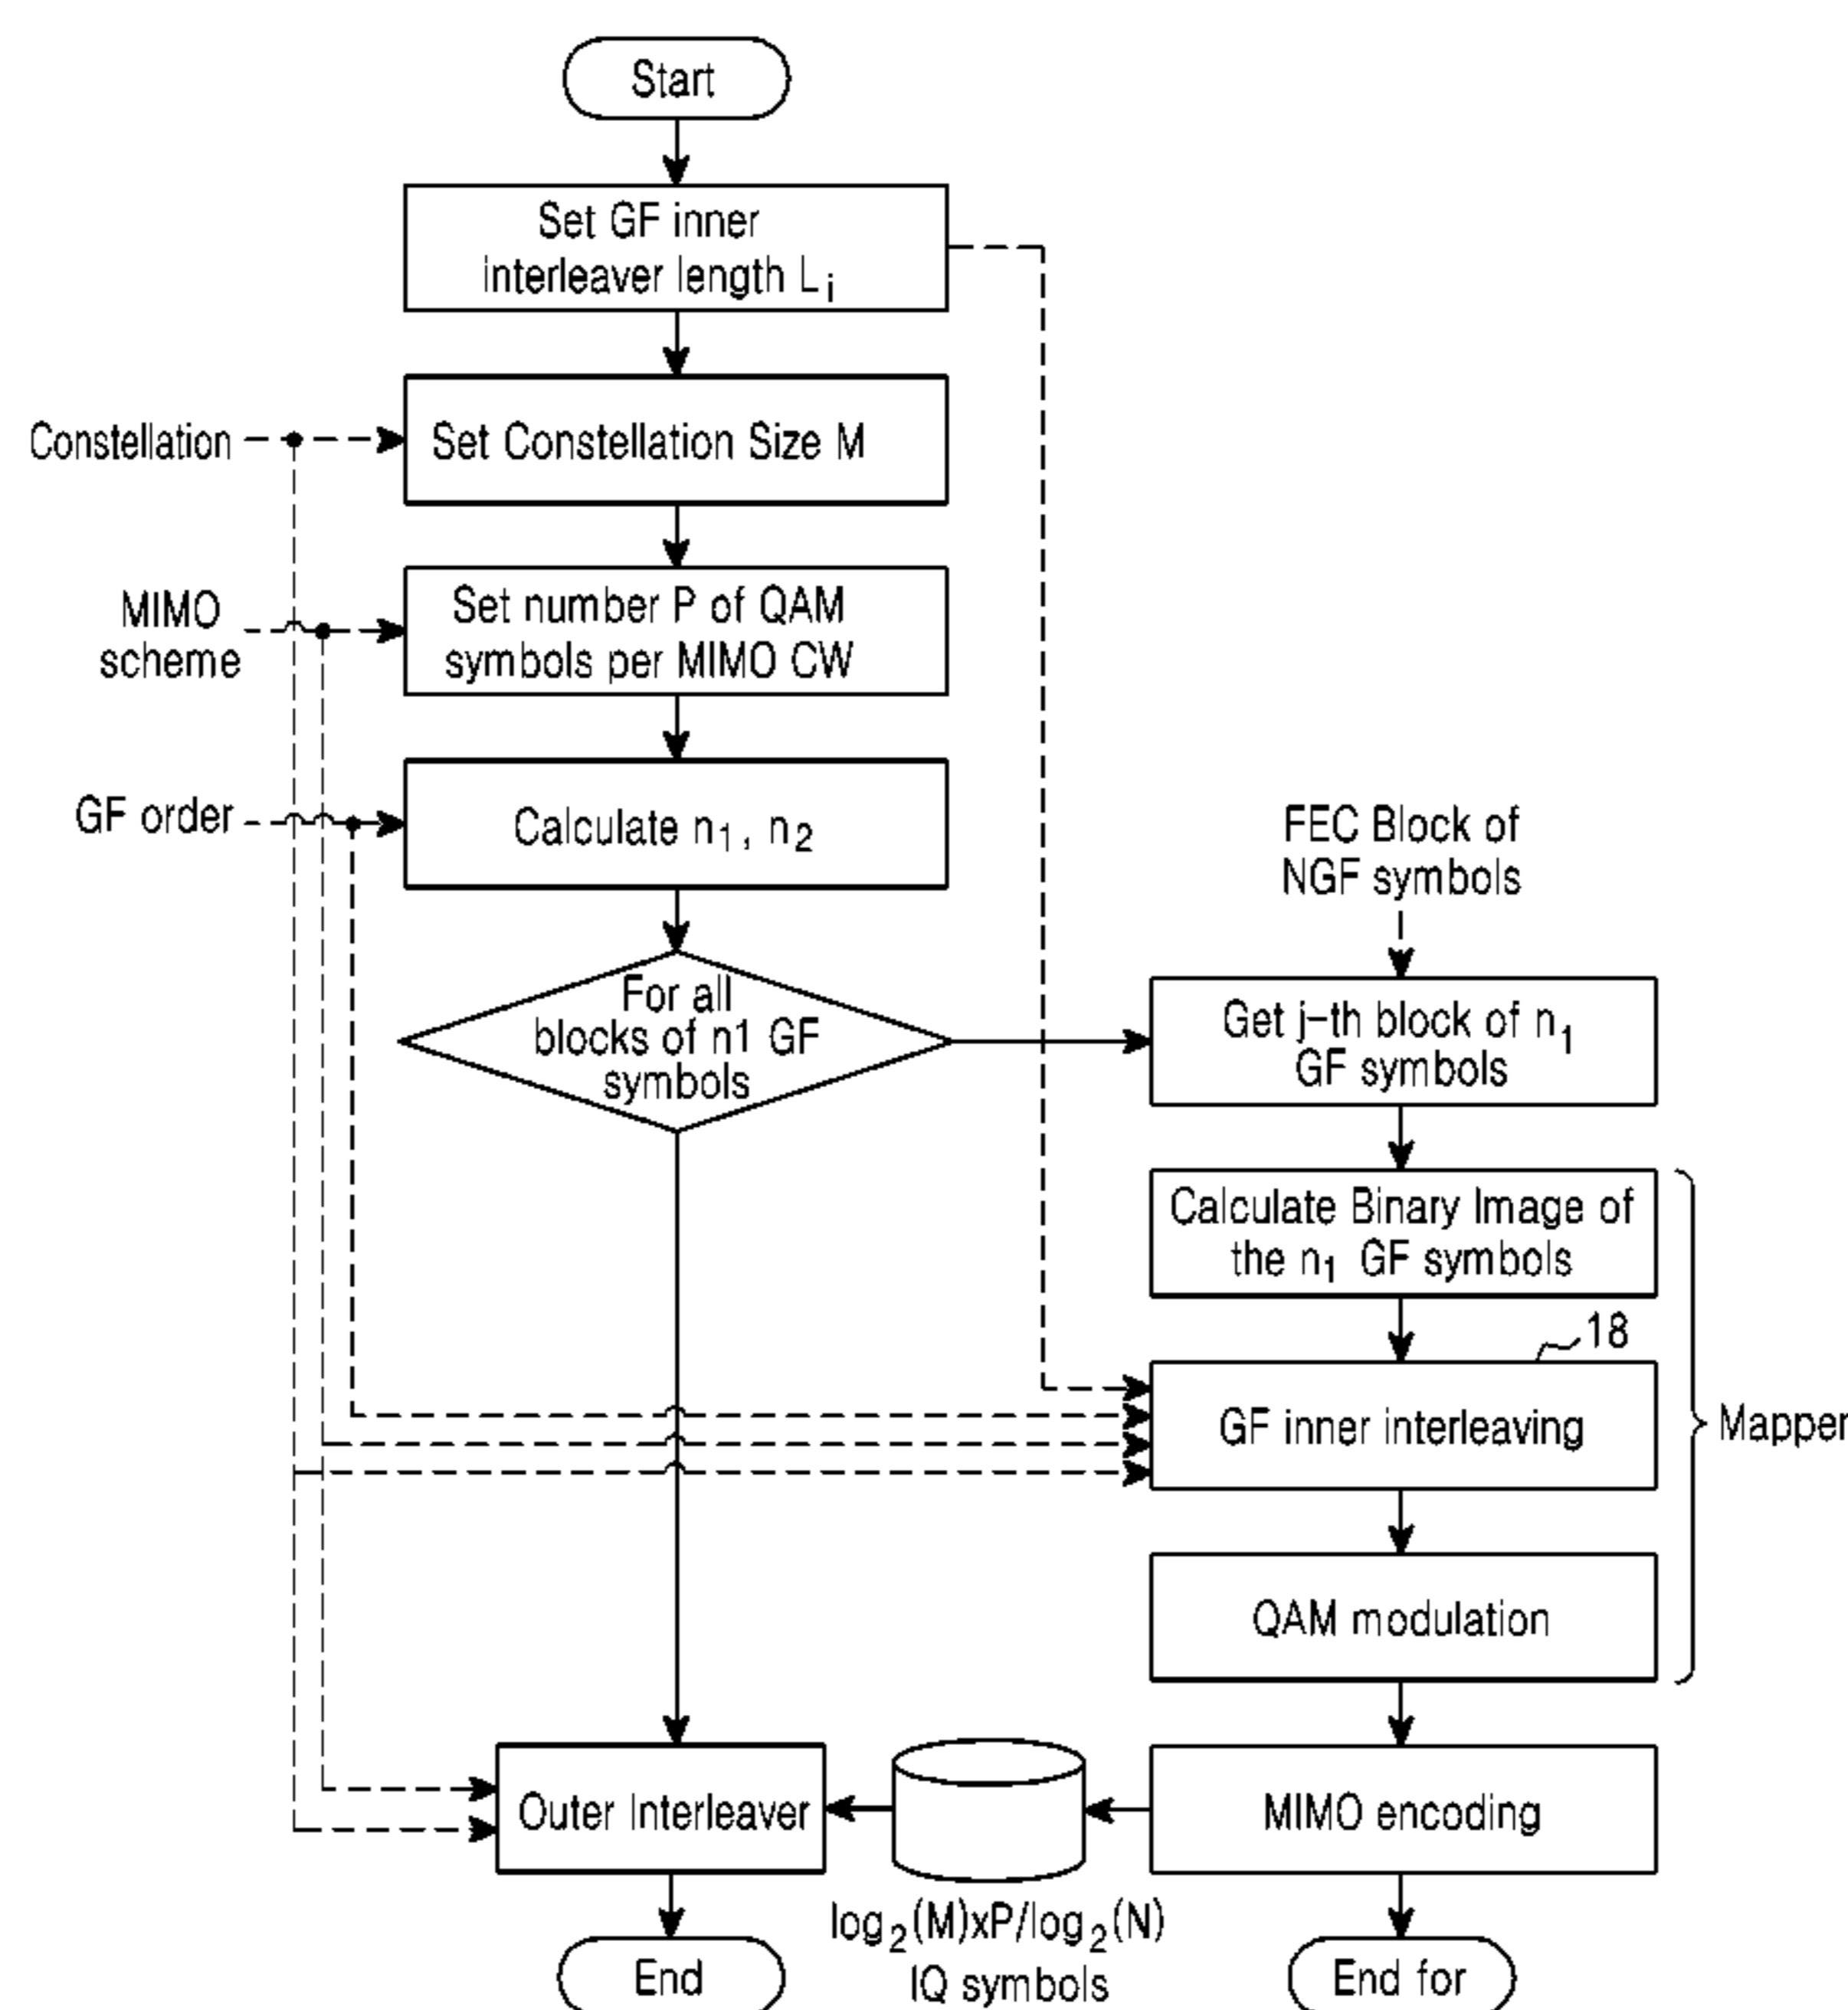 Start
Set GF inner
interleaver length Li
Constellation
Set Constellation Size M
MIMO
scheme
Set number P of QAM
symbols per MIMO CW
GF order
Calculate n1, n2
For all
blocks of n1 GF
symbols
FEC Block of
NGF symbols
Get j-th block of n1
GF symbols
Calculate Binary Image of
the n1 GF symbols
18
GF inner interleaving
Mapper
QAM modulation
Outer Interleaver
MIMO encoding
log2(M)xP/log2(N)
IQ symbols
End
End for